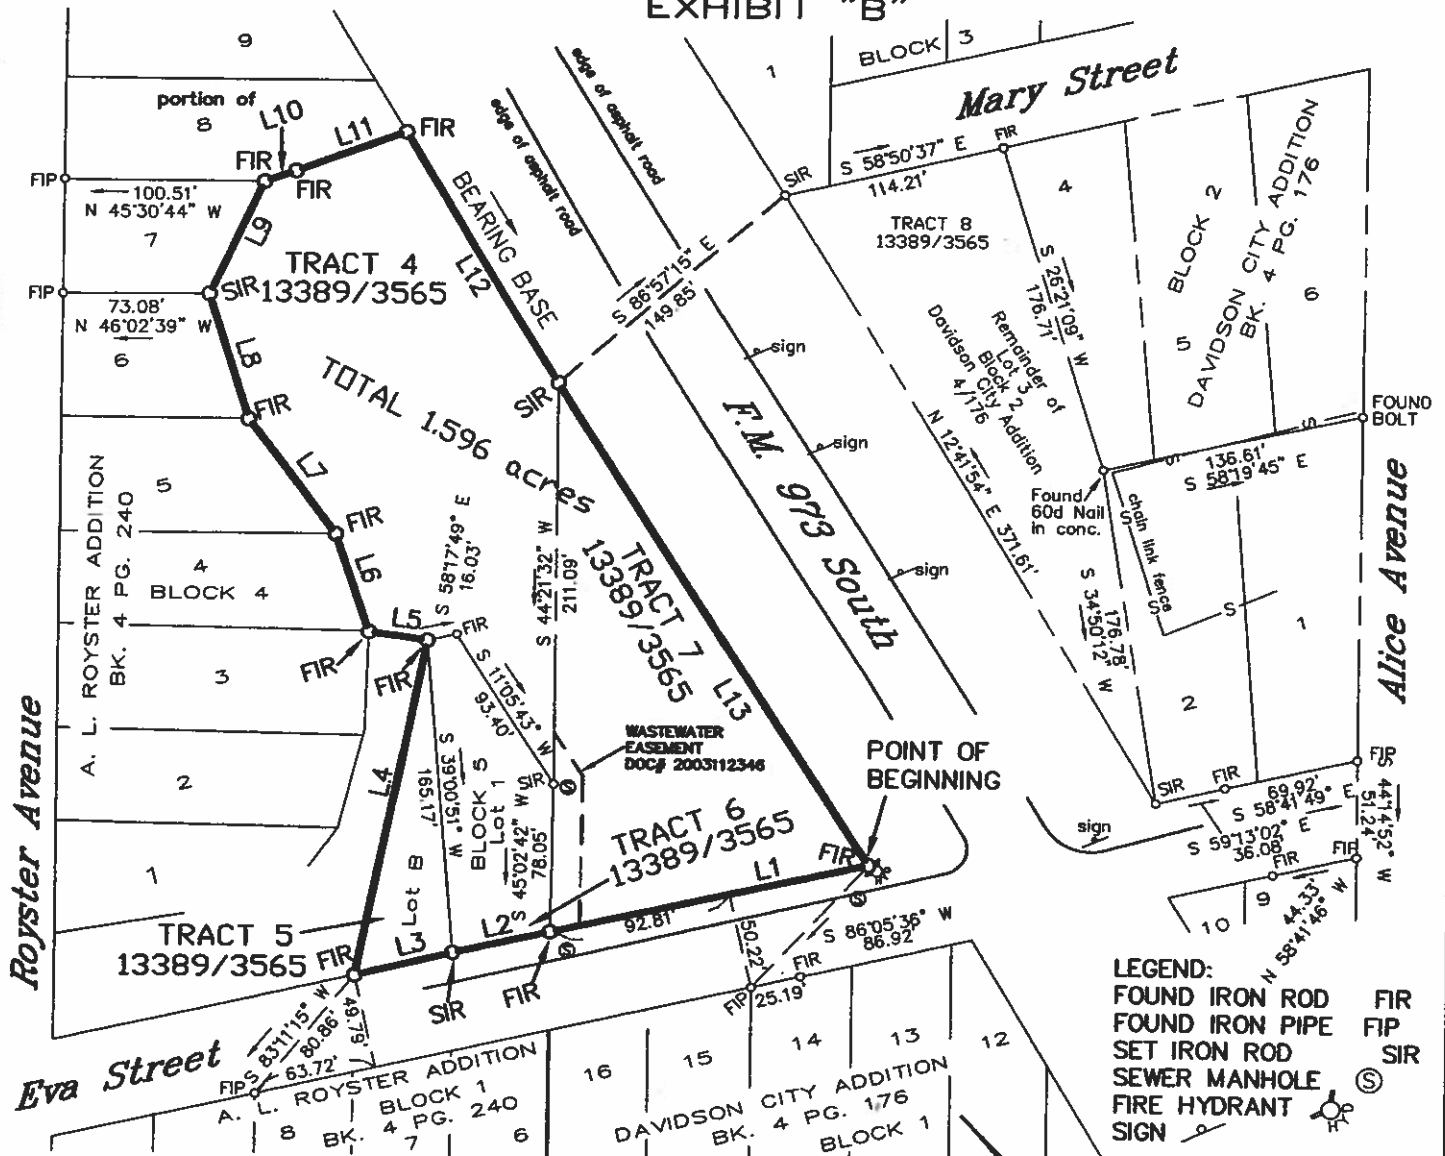 EXHIBIT "B"
9
portion of
8
L10
L11
FIR
FIR
FIR
FIP
100.51'
N 45°30'44" W
7
L9
TRACT 4
13389/3565
SIR
FIP
73.08'
N 46°02'39" W
6
L8
FIR
BEARING BASE
L12
edge of asphalt road
edge of asphalt road
1
BLOCK 3
Mary Street
SIR
S 58°50'37" E
114.21'
FIR
TRACT 8
13389/3565
4
BLOCK 2
DAVIDSON CITY ADDITION
BK. 4 PG. 176
5
6
S 86°57'15" E
149.85'
S 26°21'09" W
176.71'
Remainder of
Lot 3
Block 2
Davidson City Addition
4/176
N 12°41'54" E 371.61'
sign
sign
sign
F.M. 973 South
TOTAL 1.596 acres
SIR
L7
FIR
5
A. L. ROYSTER ADDITION
BK. 4 PG. 240
4
BLOCK 4
L6
L5
FIR
FIR
S 58°17'49" E
16.03'
FIR
S 44°21'32" W
211.09'
TRACT 7
13389/3565
L13
S 11°05'43" W
93.40'
3
2
1
L4
S 39°00'51" W
165.17'
BLOCK 5
Lot 1
Lot B
SIR
S
S 45°02'42" W
78.05'
WASTEWATER
EASEMENT
DOC# 2003112346
TRACT 6
13389/3565
POINT OF
BEGINNING
FIR
L1
L2
L3
92.81'
S
S
TRACT 5
13389/3565
FIR
SIR
FIR
Royster Avenue
Eva Street
S 83°11'15" W
80.86'
63.72'
49.79'
FIP
50.22'
S 86°05'36" W
86.92'
FIR
FIP
25.19'
A. L. ROYSTER ADDITION
BLOCK 1
BK. 4 PG. 240
8
7
6
16
15
14
13
12
DAVIDSON CITY ADDITION
BK. 4 PG. 176
BLOCK 1
FOUND
BOLT
S
S
136.61'
S 58°19'45" E
Found
60d Nail
in conc.
chain link fence
S
S
S
S 34°50'12" W
176.78'
1
2
Alice Avenue
SIR
FIR
69.92'
S 58°41'49" E
FIP
S 44°14'52" W
51.24'
S 59°13'02" E
36.08'
FIR
FIP
sign
10
9
44.33'
N 58°41'46" W
LEGEND:
FOUND IRON ROD FIR
FOUND IRON PIPE FIP
SET IRON ROD SIR
SEWER MANHOLE S
FIRE HYDRANT
SIGN